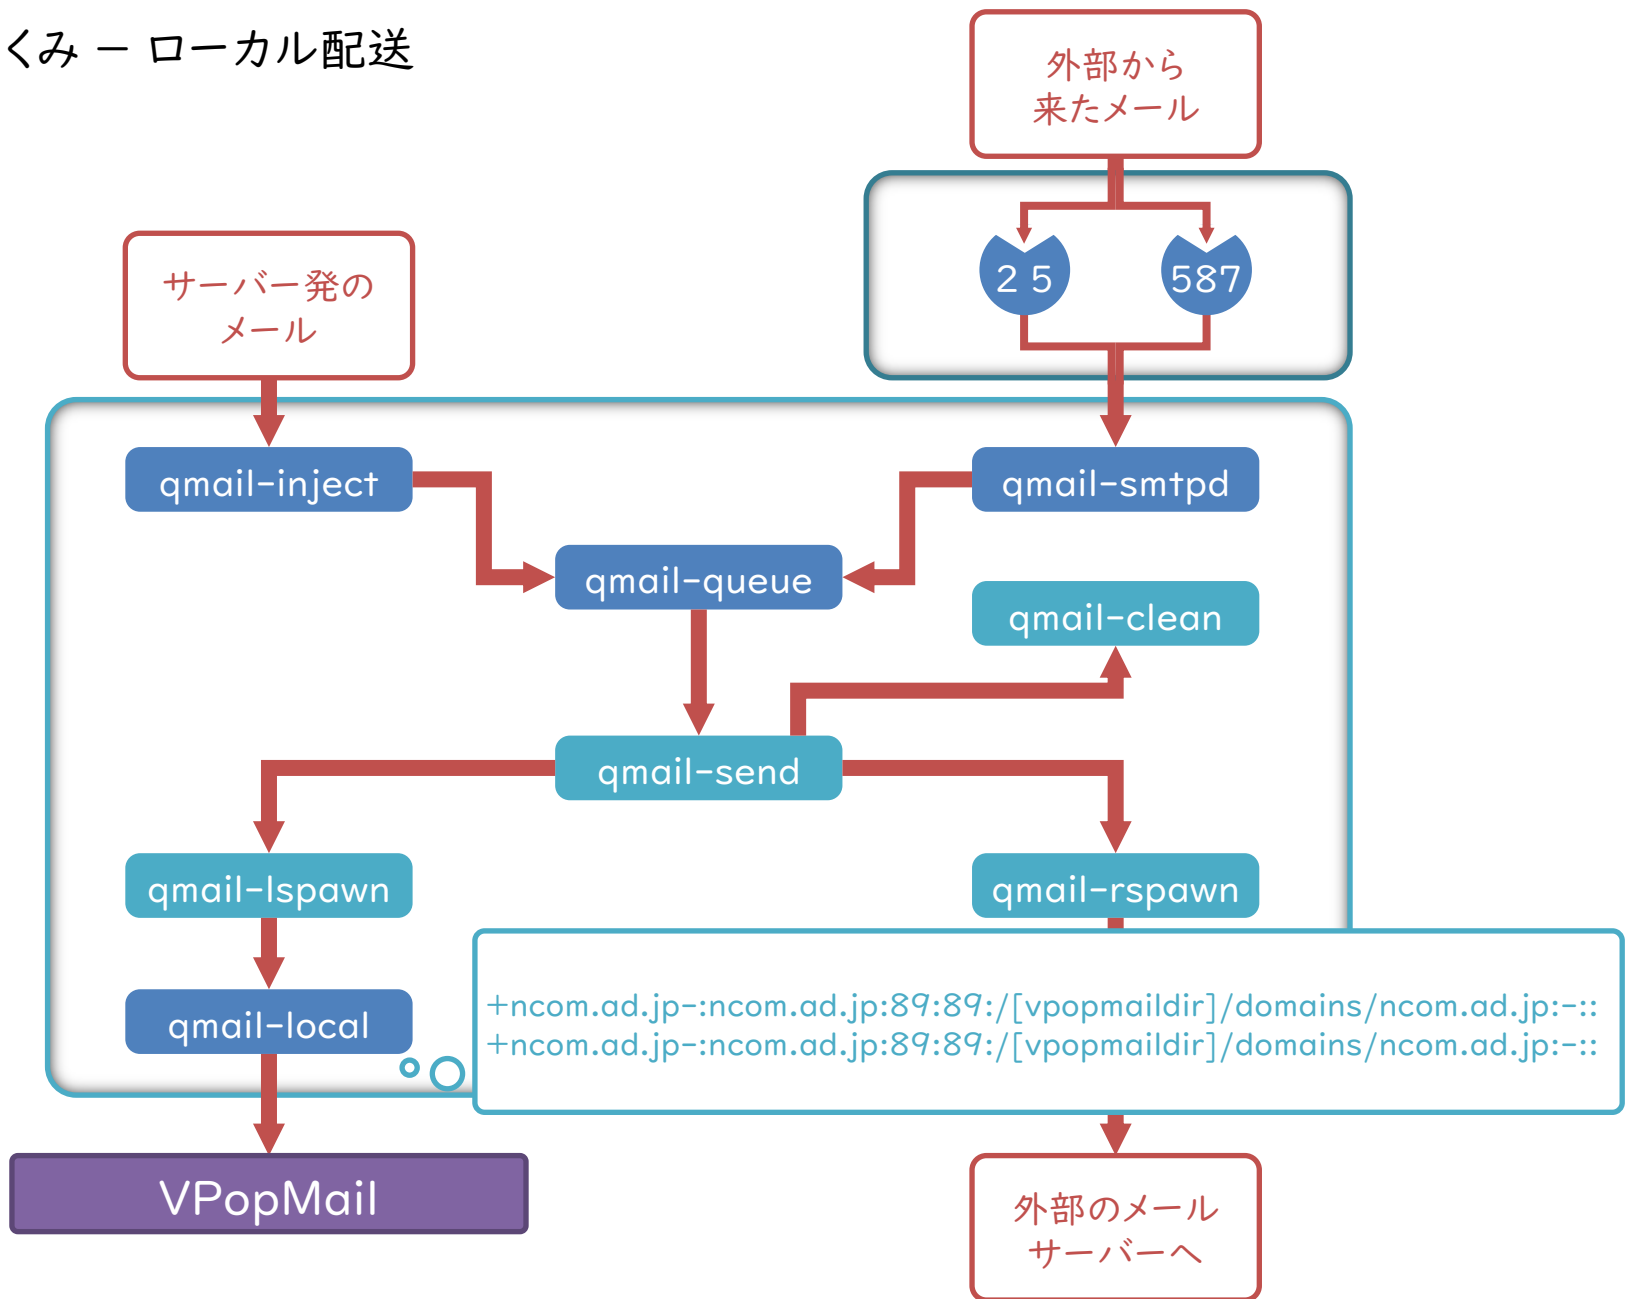 くみ － ローカル配送
外部から
来たメール
サーバー発の
メール
２５
587
qmail-inject
qmail-smtpd
qmail-queue
qmail-clean
qmail-send
qmail-lspawn
qmail-rspawn
+ncom.ad.jp-:ncom.ad.jp:89:89:/[vpopmaildir]/domains/ncom.ad.jp:-::
+ncom.ad.jp-:ncom.ad.jp:89:89:/[vpopmaildir]/domains/ncom.ad.jp:-::
qmail-local
VPopMail
外部のメール
サーバーへ